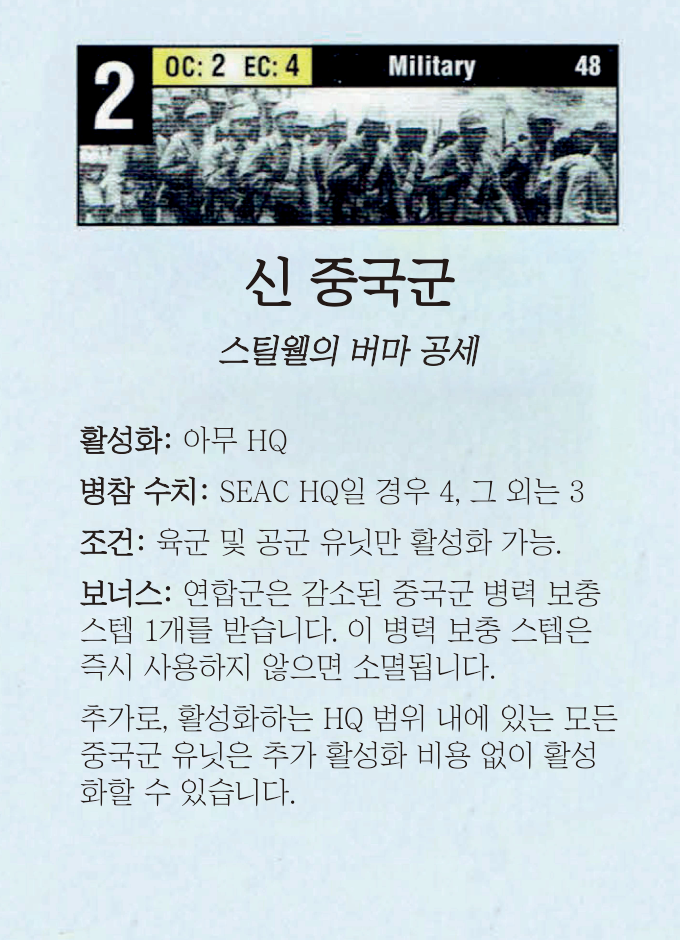 2
OC: 2 EC: 4 Military 48
신 중국군
스틸웰의 버마 공세
활성화: 아무 HQ
병참 수치: SEAC HQ일 경우 4, 그 외는 3
조건: 육군 및 공군 유닛만 활성화 가능.
보너스: 연합군은 감소된 중국군 병력 보충
스텝 1개를 받습니다. 이 병력 보충 스텝은
즉시 사용하지 않으면 소멸됩니다.
추가로, 활성화하는 HQ 범위 내에 있는 모든
중국군 유닛은 추가 활성화 비용 없이 활성
화할 수 있습니다.